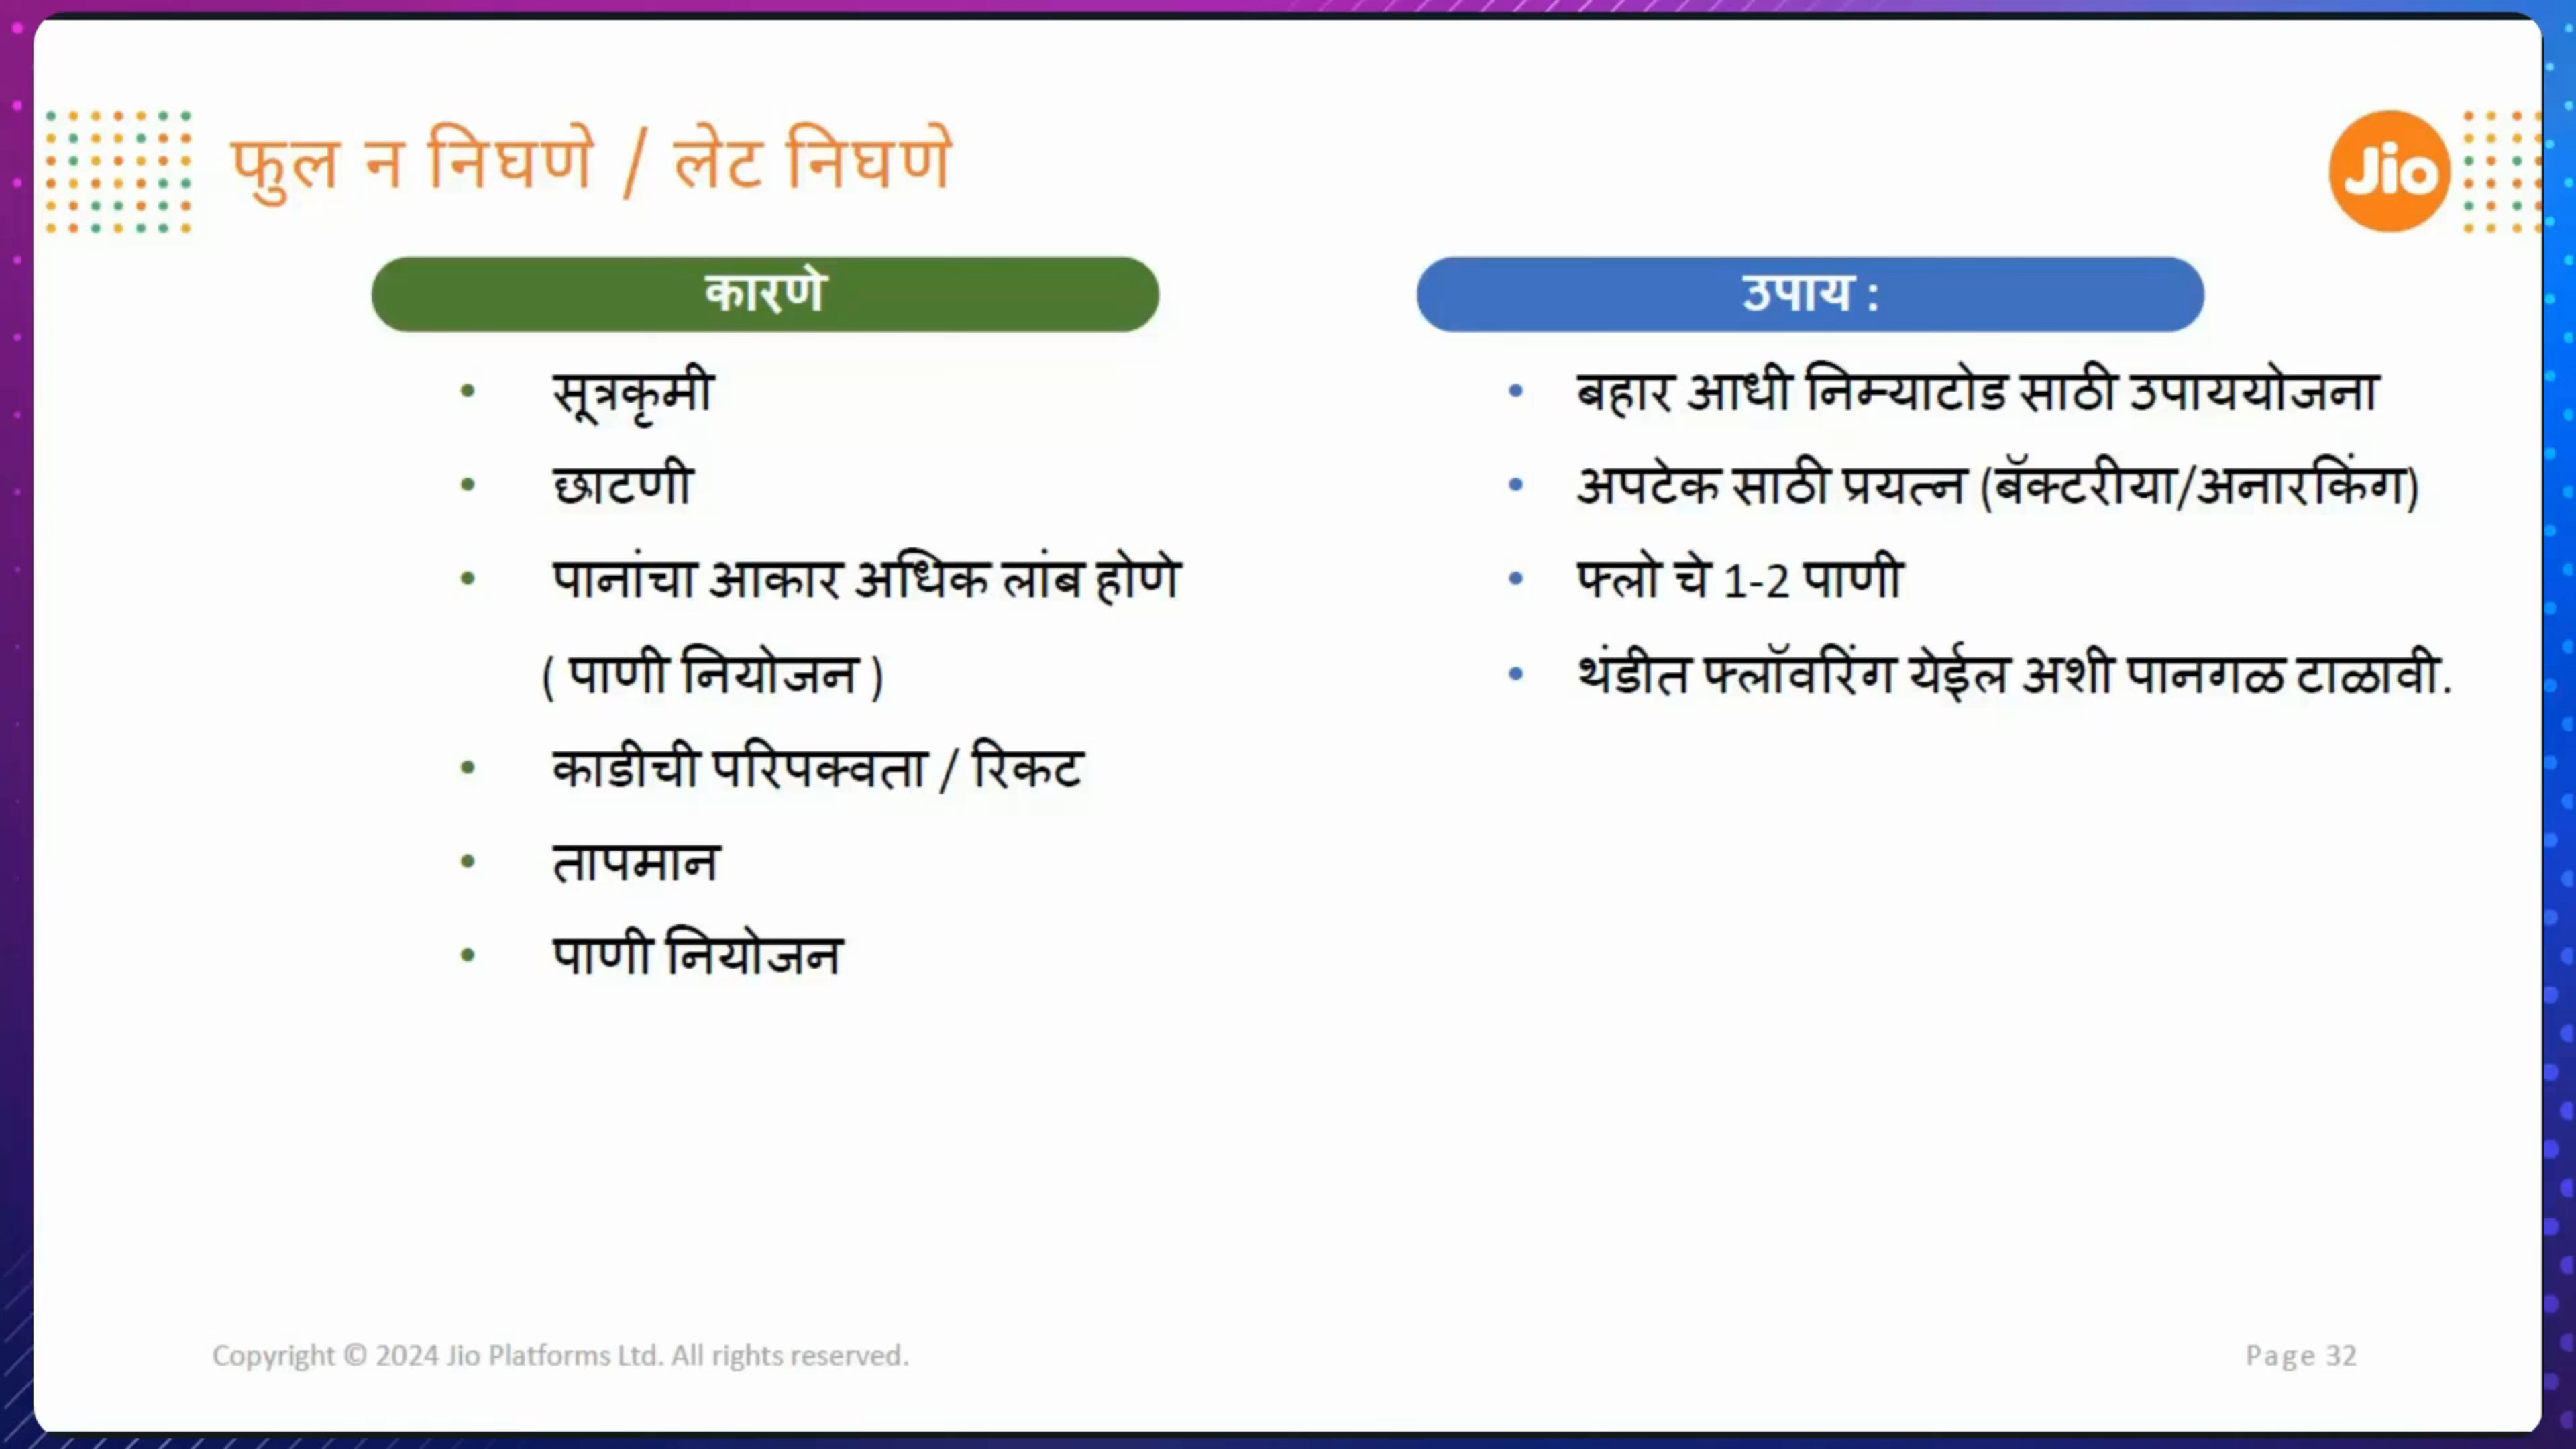 फुल न निघणे / लेट निघणे
Jio
कारणे
• सूत्रकृमी
• छाटणी
• पानांचा आकार अधिक लांब होणे
( पाणी नियोजन )
• काडीची परिपक्वता / रिकट
• तापमान
• पाणी नियोजन
उपाय :
• बहार आधी निम्याटोड साठी उपाययोजना
• अपटेक साठी प्रयत्न (बॅक्टरीया/अनारकिंग)
• फ्लो चे 1-2 पाणी
• थंडीत फ्लॉवरिंग येईल अशी पानगळ टाळावी.
Copyright © 2024 Jio Platforms Ltd. All rights reserved.
Page 32